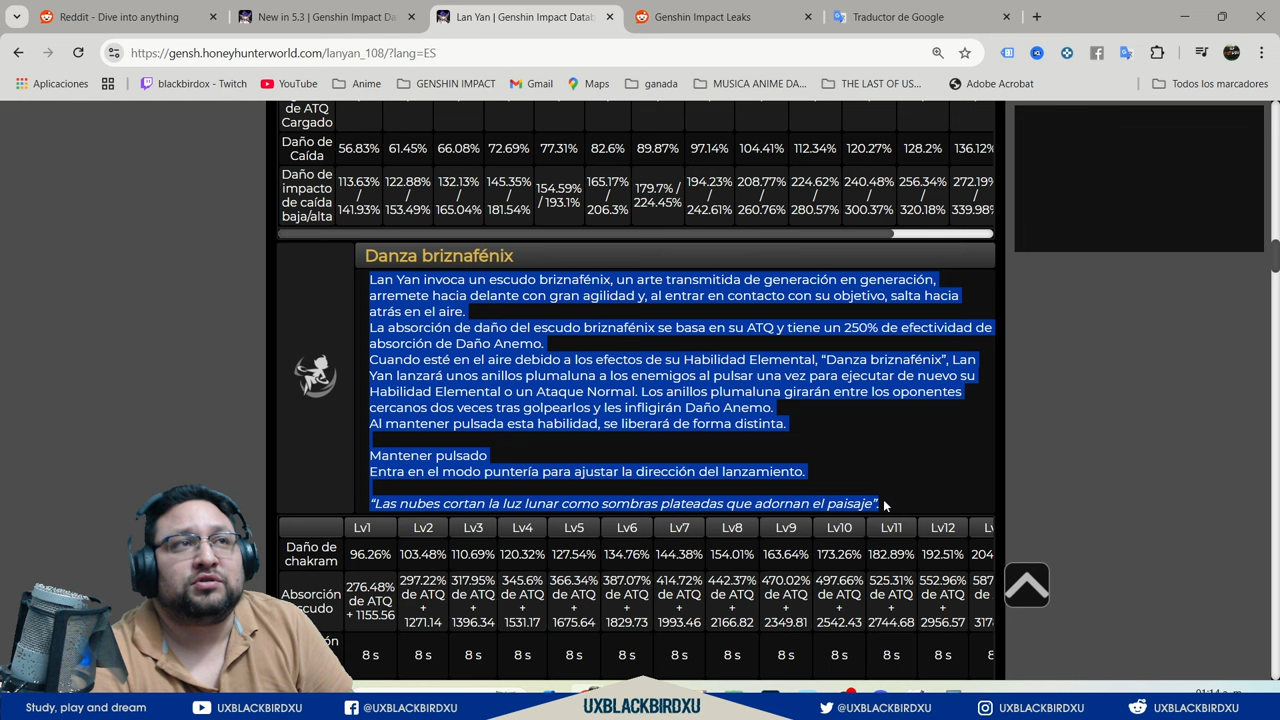 Reddit - Dive into anything
New in 5.3 | Genshin Impact Da
Lan Yan | Genshin Impact Datab
Genshin Impact Leaks
Traductor de Google
https://gensh.honeyhunterworld.com/lanyan_108/?lang=ES
Aplicaciones
blackbirdox - Twitch
YouTube
Anime
GENSHIN IMPACT
Gmail
Maps
ganada
MUSICA ANIME DA...
THE LAST OF US...
Adobe Acrobat
Todos los marcadores
de ATQ
Cargado
Daño de
Caída
56.83% 61.45% 66.08% 72.69% 77.31% 82.6% 89.87% 97.14% 104.41% 112.34% 120.27% 128.2% 136.12%
Daño de
impacto
de caída
baja/alta
113.63% / 141.93%
122.88% / 153.49%
132.13% / 165.04%
145.35% / 181.54%
154.59% / 193.1%
165.17% / 206.3%
179.7% / 224.45%
194.23% / 242.61%
208.77% / 260.76%
224.62% / 280.57%
240.48% / 300.37%
256.34% / 320.18%
272.19% / 339.98%
Danza briznafénix
Lan Yan invoca un escudo briznafénix, un arte transmitida de generación en generación,
arremete hacia delante con gran agilidad y, al entrar en contacto con su objetivo, salta hacia
atrás en el aire.
La absorción de daño del escudo briznafénix se basa en su ATQ y tiene un 250% de efectividad de
absorción de Daño Anemo.
Cuando esté en el aire debido a los efectos de su Habilidad Elemental, “Danza briznafénix”, Lan
Yan lanzará unos anillos plumaluna a los enemigos al pulsar una vez para ejecutar de nuevo su
Habilidad Elemental o un Ataque Normal. Los anillos plumaluna girarán entre los oponentes
cercanos dos veces tras golpearlos y les infligirán Daño Anemo.
Al mantener pulsada esta habilidad, se liberará de forma distinta.
Mantener pulsado
Entra en el modo puntería para ajustar la dirección del lanzamiento.
“Las nubes cortan la luz lunar como sombras plateadas que adornan el paisaje”.
Lv1 Lv2 Lv3 Lv4 Lv5 Lv6 Lv7 Lv8 Lv9 Lv10 Lv11 Lv12
Daño de
chakram
96.26% 103.48% 110.69% 120.32% 127.54% 134.76% 144.38% 154.01% 163.64% 173.26% 182.89% 192.51% 204
Absorción
escudo
276.48% de ATQ + 1155.56
297.22% de ATQ + 1271.14
317.95% de ATQ + 1396.34
345.6% de ATQ + 1531.17
366.34% de ATQ + 1675.64
387.07% de ATQ + 1829.73
414.72% de ATQ + 1993.46
442.37% de ATQ + 2166.82
470.02% de ATQ + 2349.81
497.66% de ATQ + 2542.43
525.31% de ATQ + 2744.68
552.96% de ATQ + 2956.57
8 s 8 s 8 s 8 s 8 s 8 s 8 s 8 s 8 s 8 s 8 s 8 s
Study, play and dream
UXBLACKBIRDXU
@UXBLACKBIRDXU
UXBLACKBIRDXU
@UXBLACKBIRDXU
UXBLACKBIRDXU
UXBLACKBIRDXU